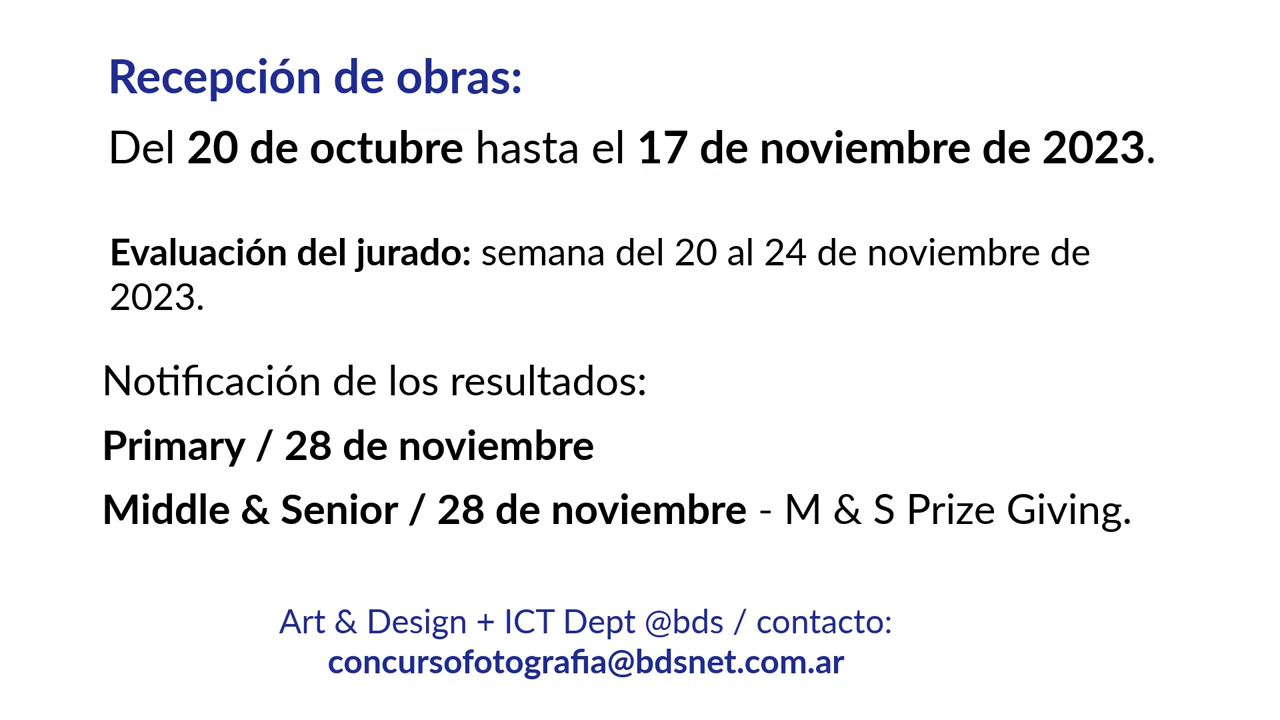 Recepción de obras:
Del 20 de octubre hasta el 17 de noviembre de 2023.
Evaluación del jurado: semana del 20 al 24 de noviembre de
2023.
Notificación de los resultados:
Primary / 28 de noviembre
Middle & Senior / 28 de noviembre - M & S Prize Giving.
Art & Design + ICT Dept @bds / contacto:
concursofotografia@bdsnet.com.ar